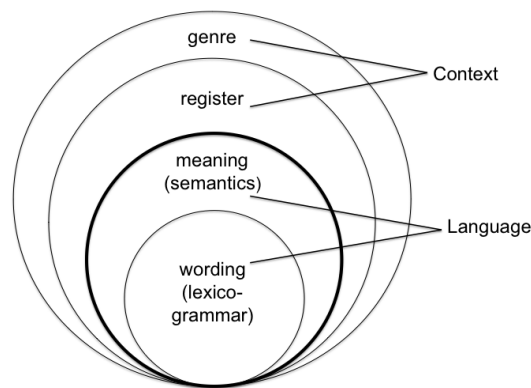 genre
Context
register
meaning
(semantics)
Language
wording
(lexico-
grammar)